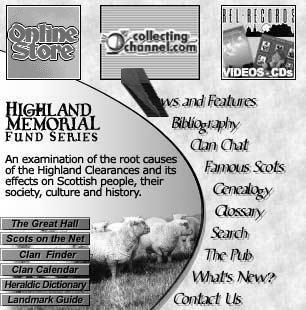 Online
Store
collecting
channel.com
REL-RECORDS
VIDEOS-CDs
HIGHLAND
MEMORIAL
FUND SERIES
An examination of the root causes
of the Highland Clearances and its
effects on Scottish people, their
society, culture and history.
News and Features
Bibliography
Clan Chat
Famous Scots
Genealogy
Glossary
Search
The Pub
What's New?
Contact Us
The Great Hall
Scots on the Net
Clan Finder
Clan Calendar
Heraldic Dictionary
Landmark Guide